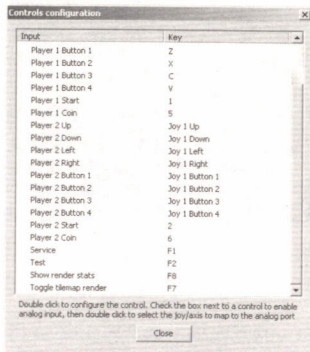 Controls configuration
Input Key
Player 1 Button 1 Z
Player 1 Button 2 X
Player 1 Button 3 C
Player 1 Button 4 V
Player 1 Start 1
Player 1 Coin 5
Player 2 Up Joy 1 Up
Player 2 Down Joy 1 Down
Player 2 Left Joy 1 Left
Player 2 Right Joy 1 Right
Player 2 Button 1 Joy 1 Button 1
Player 2 Button 2 Joy 1 Button 2
Player 2 Button 3 Joy 1 Button 3
Player 2 Button 4 Joy 1 Button 4
Player 2 Start 2
Player 2 Coin 6
Service F1
Test F2
Show render stats F8
Toggle tilemap render F7
Double click to configure the control. Check the box next to a control to enable
analog input, then double click to select the joy/axis to map to the analog port
Close